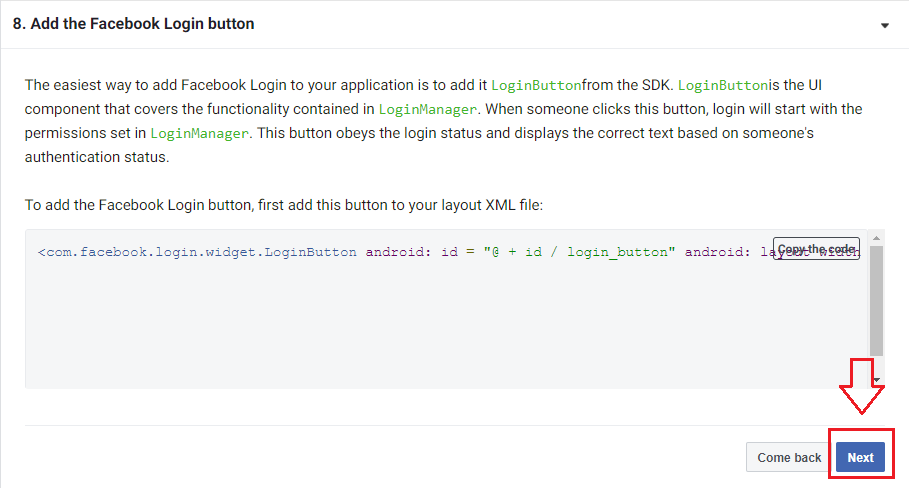 8. Add the Facebook Login button
The easiest way to add Facebook Login to your application is to add it LoginButtonfrom the SDK. LoginButtonis the UI
component that covers the functionality contained in LoginManager. When someone clicks this button, login will start with the
permissions set in LoginManager. This button obeys the login status and displays the correct text based on someone's
authentication status.
To add the Facebook Login button, first add this button to your layout XML file:
Copy the code
<com.facebook.login.widget.LoginButton android: id = "@ + id / login_button" android: layout_width
Come back
Next